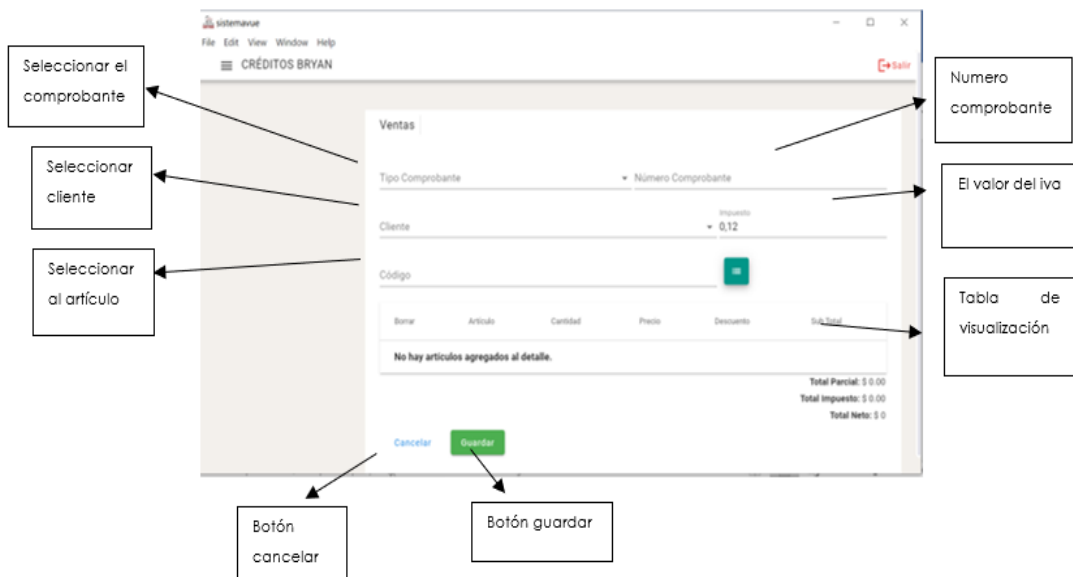 sistemavue
File Edit View Window Help
CRÉDITOS BRYAN
Salir
Seleccionar el
comprobante
Numero
comprobante
Ventas
Seleccionar
cliente
Tipo Comprobante
Número Comprobante
El valor del iva
Impuesto
Cliente
0,12
Seleccionar
al artículo
Código
Tabla de
visualización
Borrar Artículo Cantidad Precio Descuento Sub Total
No hay artículos agregados al detalle.
Total Parcial: $ 0.00
Total Impuesto: $ 0.00
Total Neto: $ 0
Cancelar
Guardar
Botón
cancelar
Botón guardar